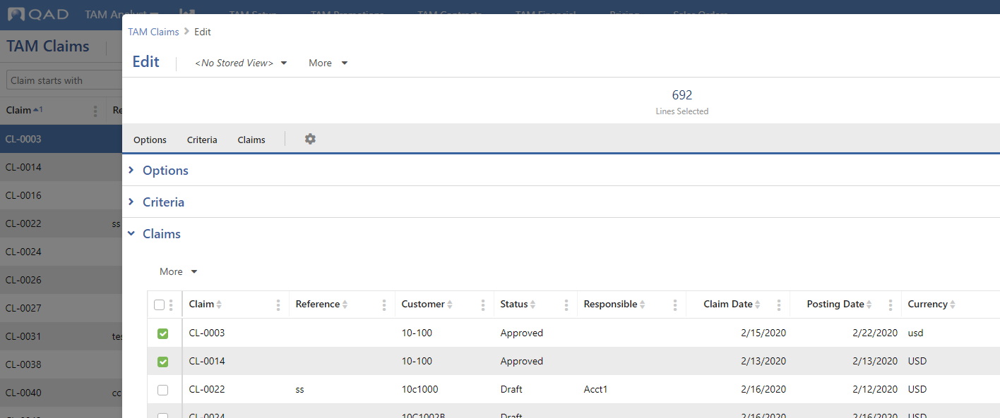 QAD TAM Analyst TAM Setup TAM Promotions TAM Contracts TAM Financial Pricing Sales Orders
TAM Claims > Edit
TAM Claims
Edit <No Stored View> More
Claim starts with
692
Lines Selected
Claim 1 Re
CL-0003
CL-0014
CL-0016
CL-0022 ss
CL-0024
CL-0026
CL-0027
CL-0031 tes
CL-0038
CL-0040 cc
Options Criteria Claims
Options
Criteria
Claims
More
Claim Reference Customer Status Responsible Claim Date Posting Date Currency
CL-0003 10-100 Approved 2/15/2020 2/22/2020 usd
CL-0014 10-100 Approved 2/13/2020 2/13/2020 USD
CL-0022 ss 10c1000 Draft Acct1 2/16/2020 2/12/2020 USD
CL-0024 10C1002B Draft 2/16/2020 2/16/2020 USD